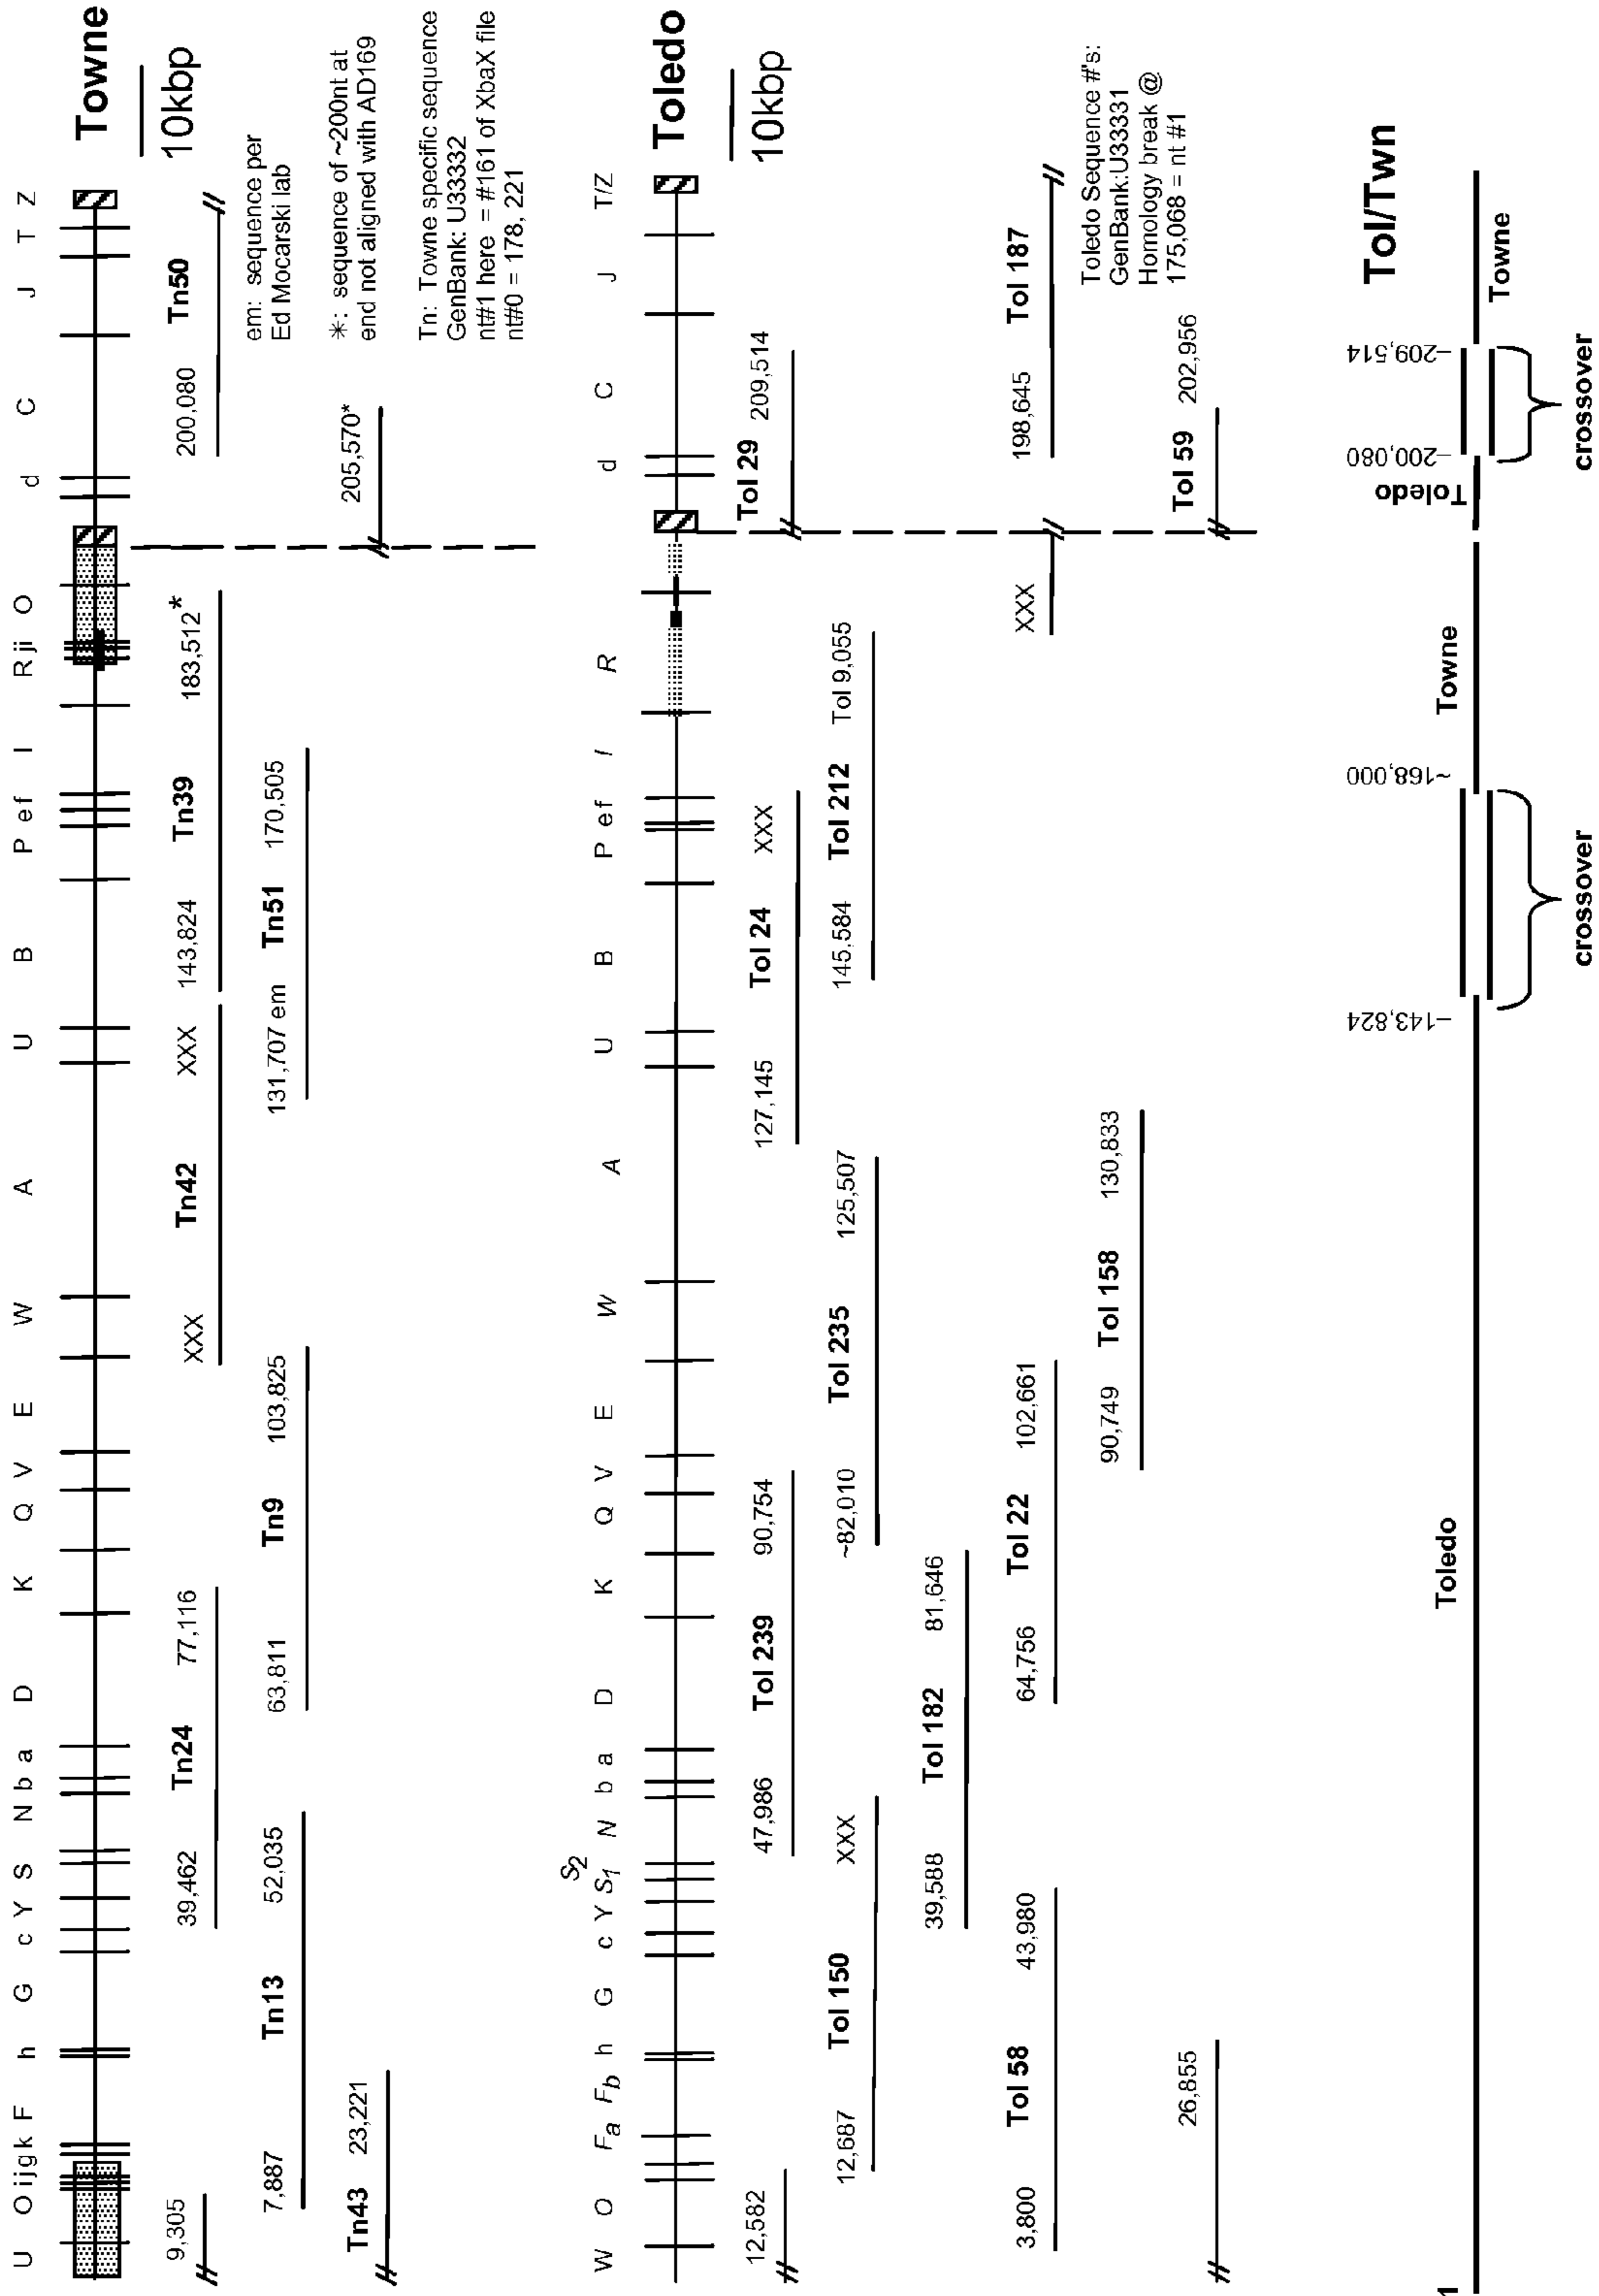 U O ijgk F h G c Y S N b a D K Q V E W A U B P ef I R ji O d C J T Z
Towne
10kbp
9,305
39,462 Tn24 77,116
XXX Tn42 XXX
143,824 Tn39 183,512*
200,080 Tn50
7,887 Tn13 52,035
63,811 Tn9 103,825
131,707 em Tn51 170,505
Tn43 23,221
205,570*
em: sequence per
Ed Mocarski lab
*: sequence of ~200nt at
end not aligned with AD169
Tn: Towne specific sequence
GenBank: U33332
nt#1 here = #161 of XbaX file
nt#0 = 178, 221
W O Fa Fb h G c Y S1 S2 N b a D K Q V E W A U B P ef I R d C J T/Z
Toledo
10kbp
12,582
47,986 Tol 239 90,754
127,145 Tol 24 XXX
Tol 29 209,514
12,687 Tol 150 XXX
~82,010 Tol 235 125,507
145,584 Tol 212 Tol 9,055
39,588 Tol 182 81,646
3,800 Tol 58 43,980
64,756 Tol 22 102,661
XXX
198,645 Tol 187
90,749 Tol 158 130,833
26,855
Tol 59 202,956
Toledo Sequence #'s:
GenBank:U33331
Homology break @
175,068 = nt #1
Tol/Twn
~143,824
~168,000
~200,080
~209,514
Toledo
Towne
Toledo
Towne
1
crossover
crossover